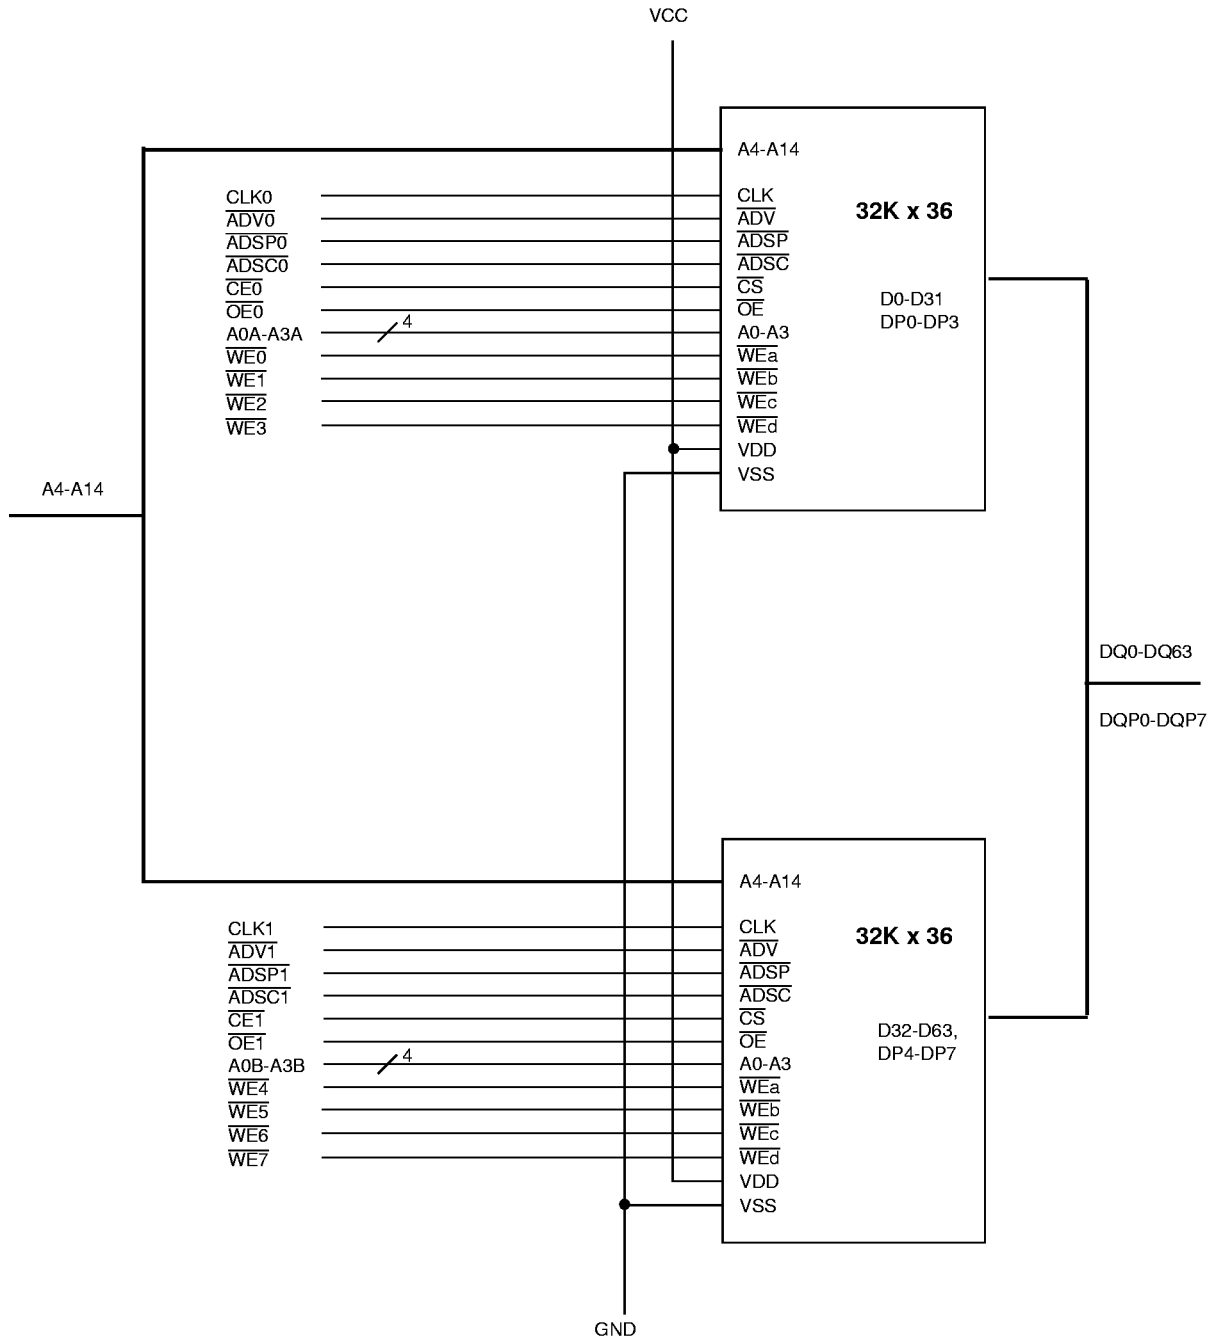 VCC
A4-A14
CLK0 CLK
ADV0 ADV
32K x 36
ADSP0 ADSP
ADSC0 ADSC
CE0 CS
D0-D31
OE0 OE
DP0-DP3
4
A0A-A3A A0-A3
WE0 WEa
WE1 WEb
WE2 WEc
WE3 WEd
VDD
VSS
A4-A14
DQ0-DQ63
DQP0-DQP7
A4-A14
CLK1 CLK
32K x 36
ADV1 ADV
ADSP1 ADSP
ADSC1 ADSC
CE1 CS
D32-D63,
OE1 OE
DP4-DP7
4
A0B-A3B A0-A3
WE4 WEa
WE5 WEb
WE6 WEc
WE7 WEd
VDD
VSS
GND